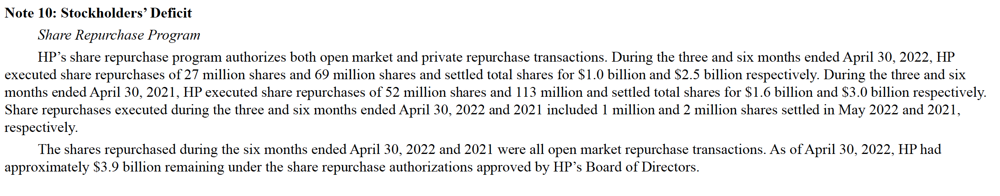 Note 10: Stockholders’ Deficit
Share Repurchase Program
HP’s share repurchase program authorizes both open market and private repurchase transactions. During the three and six months ended April 30, 2022, HP
executed share repurchases of 27 million shares and 69 million shares and settled total shares for $1.0 billion and $2.5 billion respectively. During the three and six
months ended April 30, 2021, HP executed share repurchases of 52 million shares and 113 million and settled total shares for $1.6 billion and $3.0 billion respectively.
Share repurchases executed during the three and six months ended April 30, 2022 and 2021 included 1 million and 2 million shares settled in May 2022 and 2021,
respectively.
The shares repurchased during the six months ended April 30, 2022 and 2021 were all open market repurchase transactions. As of April 30, 2022, HP had
approximately $3.9 billion remaining under the share repurchase authorizations approved by HP’s Board of Directors.